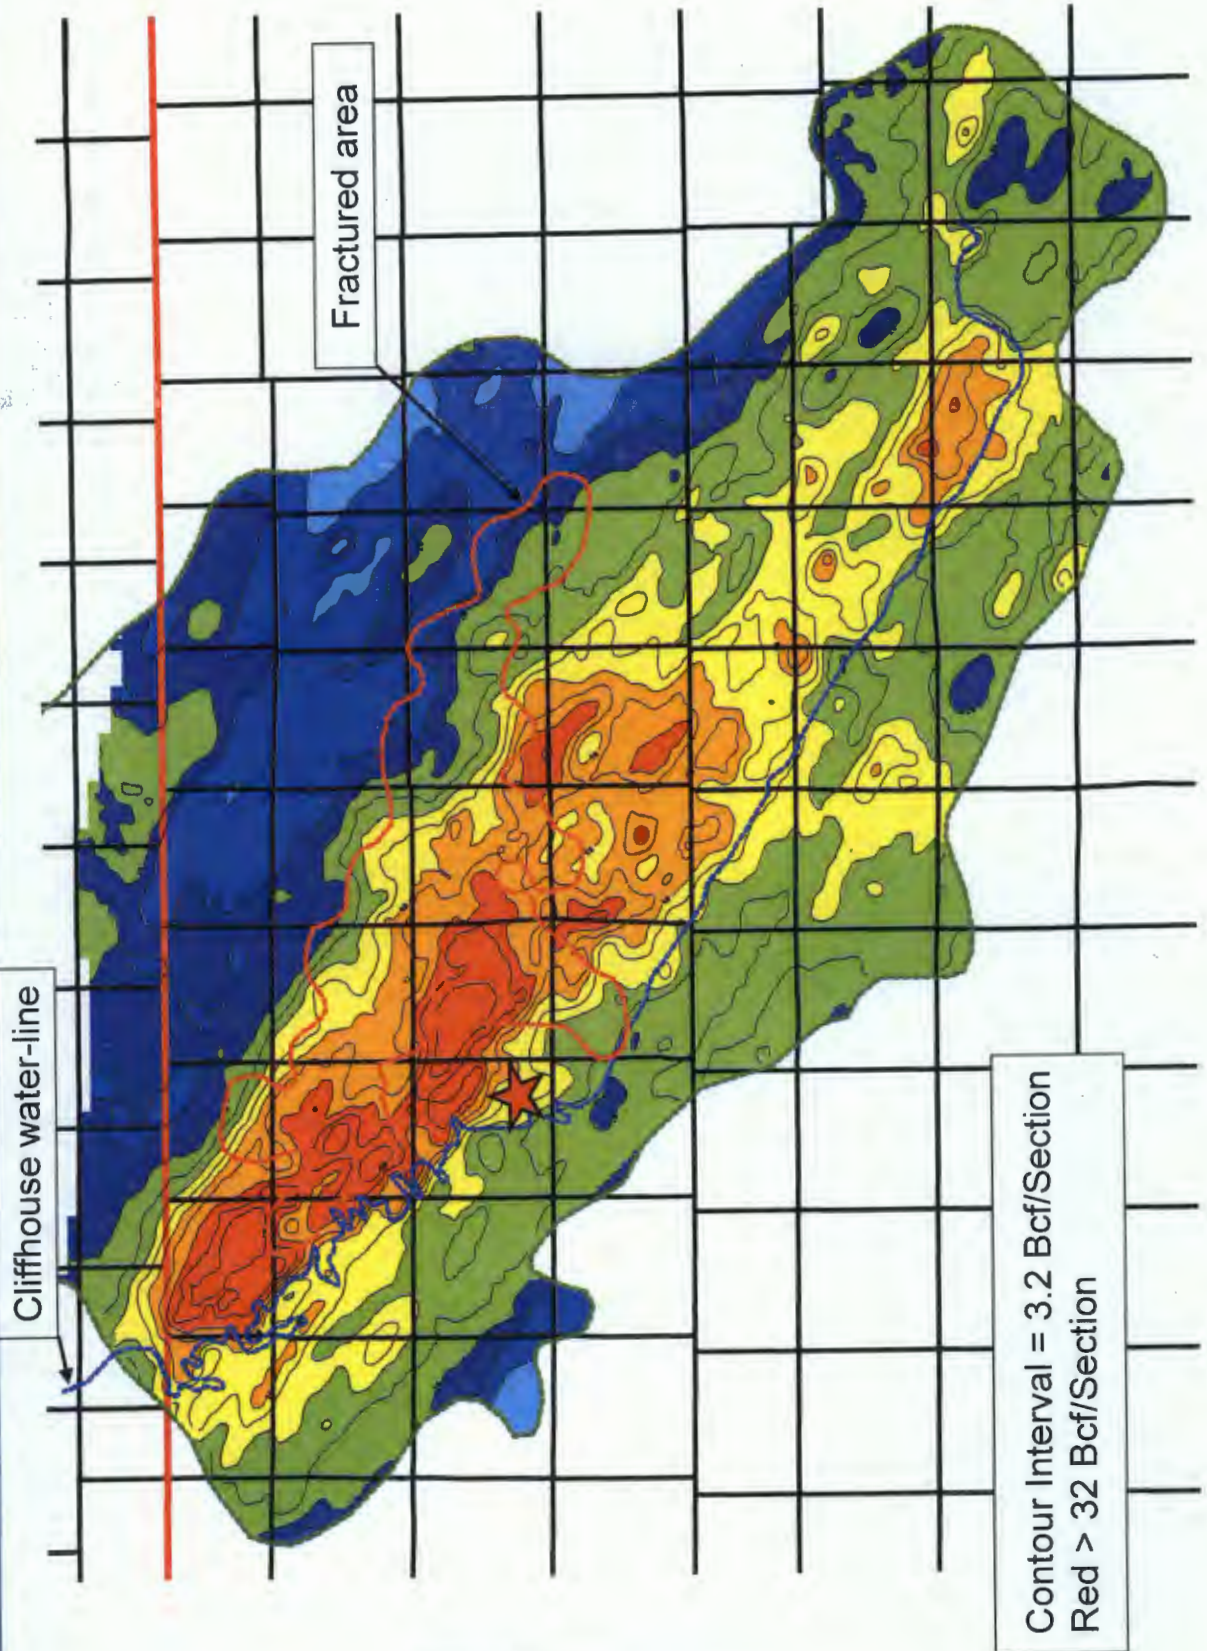 Cliffhouse water-line
Fractured area
Contour Interval = 3.2 Bcf/Section
Red > 32 Bcf/Section